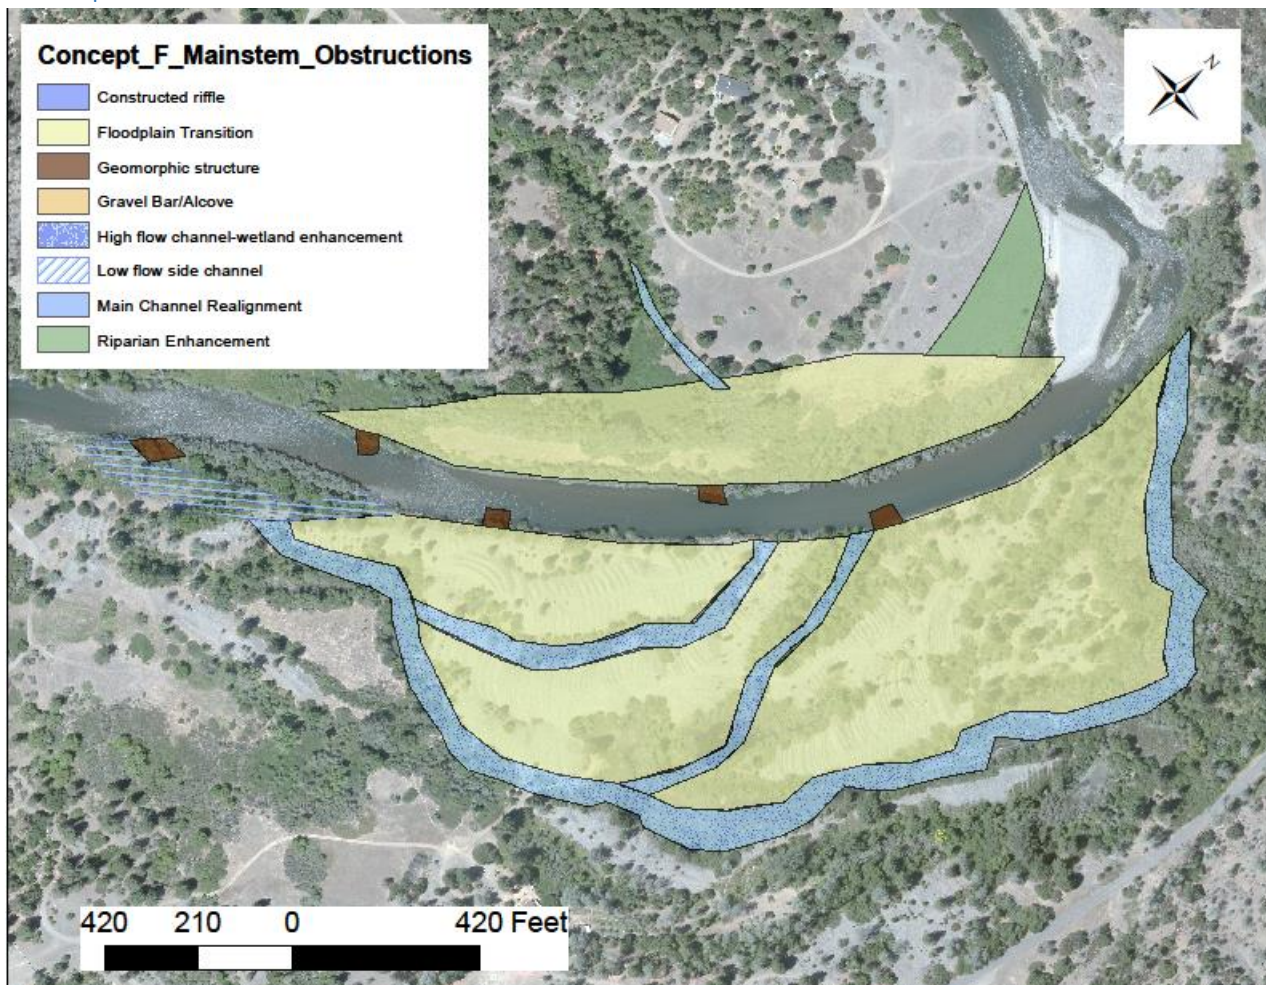 Concept_F_Mainstem_Obstructions
Constructed riffle
Floodplain Transition
Geomorphic structure
Gravel Bar/Alcove
High flow channel-wetland enhancement
Low flow side channel
Main Channel Realignment
Riparian Enhancement
N
420 210 0 420 Feet